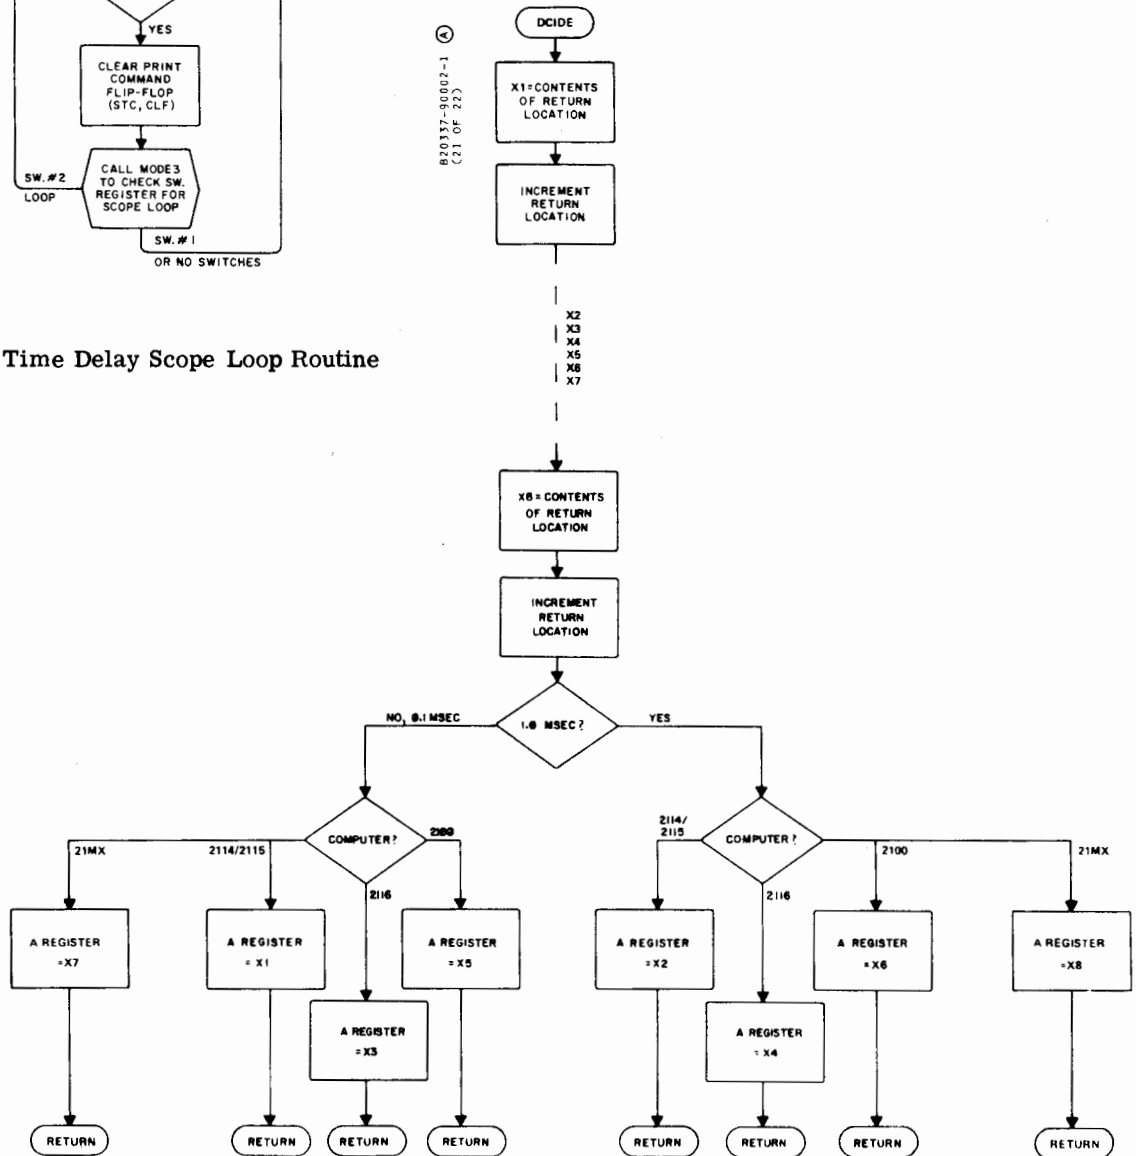 YES
CLEAR PRINT
COMMAND
FLIP-FLOP
(STC, CLF)
CALL MODE3
TO CHECK SW.
REGISTER FOR
SCOPE LOOP
SW.#2
LOOP
SW.#1
OR NO SWITCHES
Time Delay Scope Loop Routine
B20337-90002-1 A
(21 OF 22)
DCIDE
X1=CONTENTS
OF RETURN
LOCATION
INCREMENT
RETURN
LOCATION
X2
X3
X4
X5
X6
X7
X8=CONTENTS
OF RETURN
LOCATION
INCREMENT
RETURN
LOCATION
1.0 MSEC?
NO, 0.1 MSEC
YES
COMPUTER?
21MX
2114/2115
2116
2100
A REGISTER
=X7
A REGISTER
= X1
A REGISTER
=X3
A REGISTER
=X5
RETURN
RETURN
RETURN
RETURN
COMPUTER?
2114/
2115
2116
2100
21MX
A REGISTER
=X2
A REGISTER
= X4
A REGISTER
=X6
A REGISTER
=X8
RETURN
RETURN
RETURN
RETURN